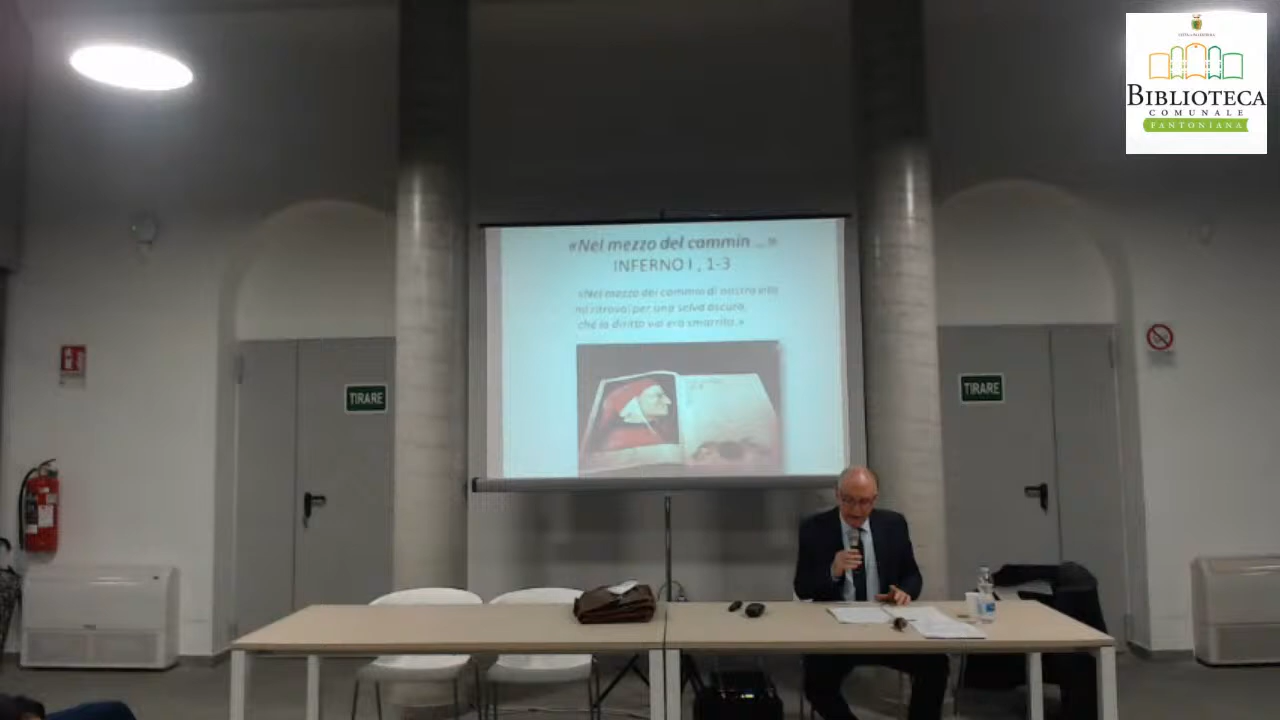 BIBLIOTECA
COMUNALE
FANTONIANA
«Nel mezzo del cammin ...»
INFERNO I , 1-3
«Nel mezzo del cammin di nostra vita
mi ritrovai per una selva oscura,
ché la diritta via era smarrita.»
TIRARE
TIRARE